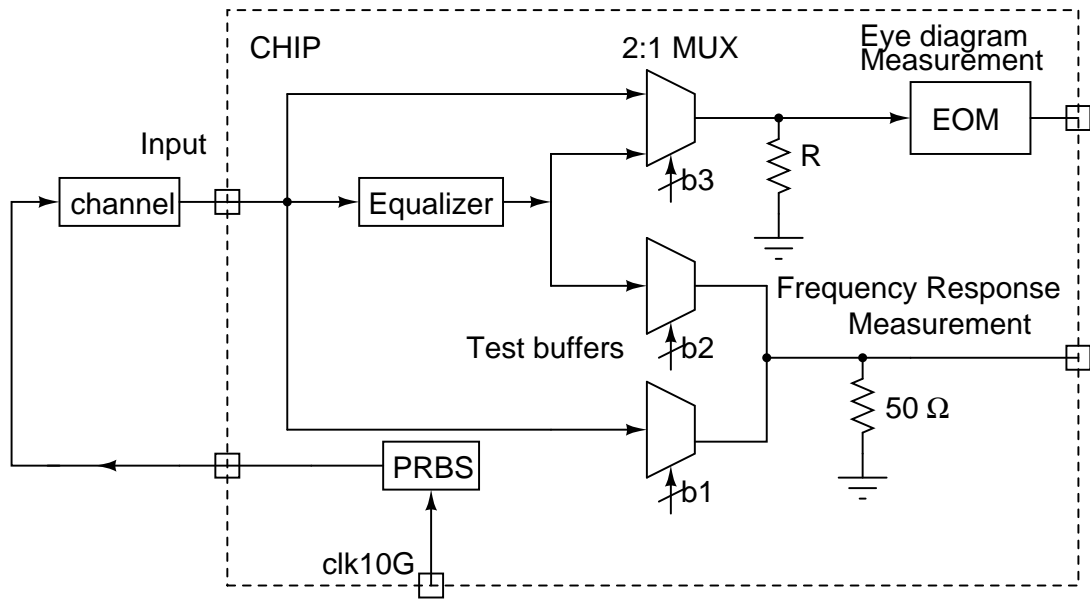 CHIP
2:1 MUX
Eye diagram
Measurement
EOM
Input
R
b3
channel
Equalizer
Frequency Response
Measurement
Test buffers
b2
50 Ω
PRBS
b1
clk10G